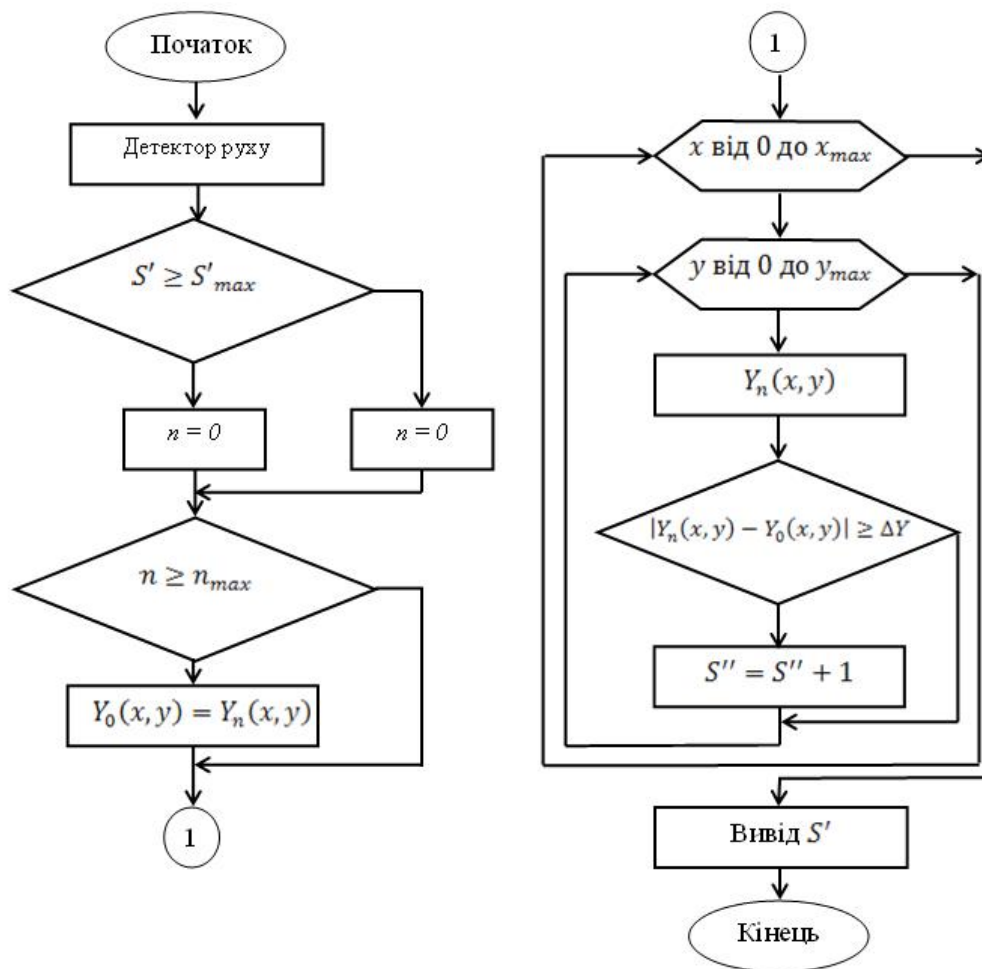 Початок
Детектор руху
S′ ≥ S′max
n = 0
n = 0
n ≥ nmax
Y0(x, y) = Yn(x, y)
1
1
x від 0 до xmax
y від 0 до ymax
Yn(x, y)
|Yn(x, y) − Y0(x, y)| ≥ ΔY
S″ = S″ + 1
Вивід S′
Кінець